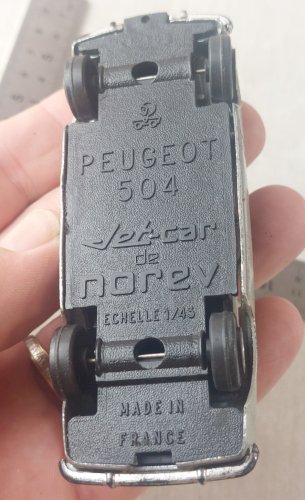 PEUGEOT
504
Jet-car
de
norev
ECHELLE 1/43
MADE IN
FRANCE